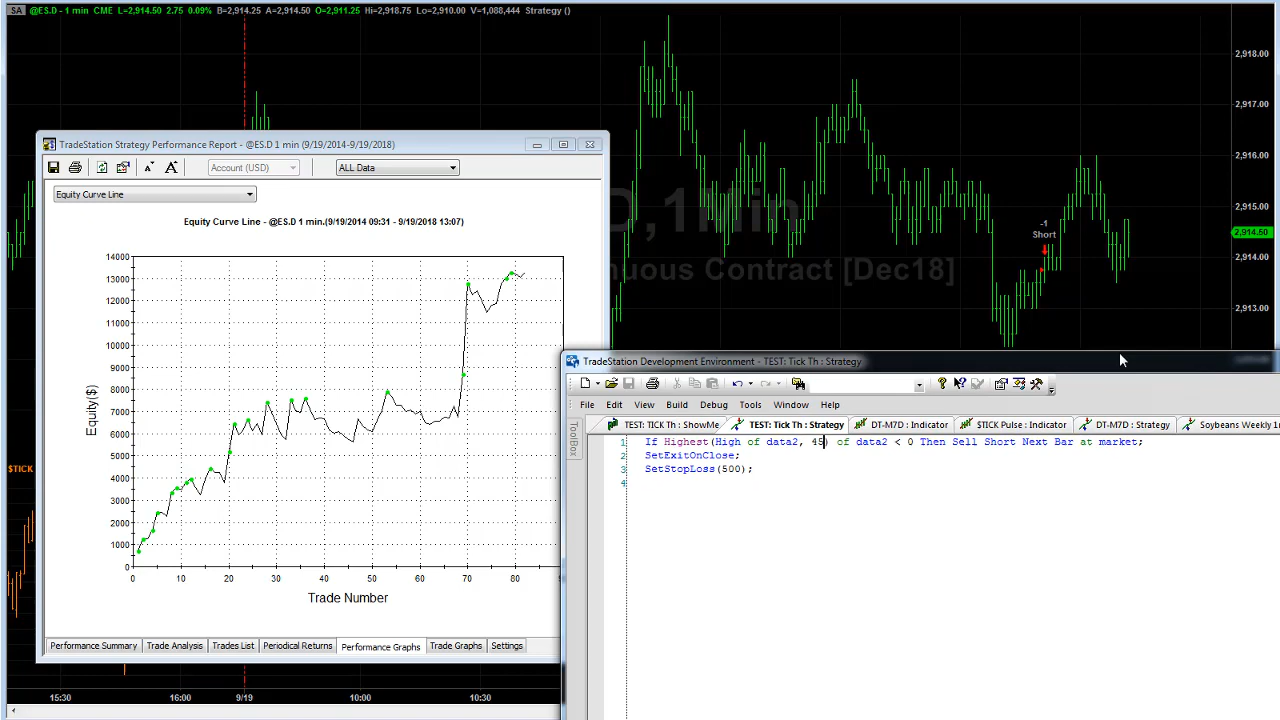 SA @ES.D - 1 min CME L=2,914.50 2.75 0.09% B=2,914.25 A=2,914.50 O=2,911.25 Hi=2,918.75 Lo=2,910.00 V=1,088,444 Strategy ()
2,918.00
2,917.00
2,916.00
2,915.00
2,914.50
2,914.00
2,913.00
D,1Min
nuous Contract [Dec18]
-1
Short
TradeStation Strategy Performance Report - @ES.D 1 min (9/19/2014-9/19/2018)
Account (USD)
ALL Data
Equity Curve Line
Equity Curve Line - @ES.D 1 min.(9/19/2014 09:31 - 9/19/2018 13:07)
Equity($)
14000
13000
12000
11000
10000
9000
8000
7000
6000
5000
4000
3000
2000
1000
0
0 10 20 30 40 50 60 70 80
Trade Number
Performance Summary Trade Analysis Trades List Periodical Returns Performance Graphs Trade Graphs Settings
$TICK
15:30 16:00 9/19 10:00 10:30
TradeStation Development Environment - TEST: Tick Th : Strategy
File Edit View Build Debug Tools Window Help
ToolBox
TEST: TICK Th : ShowMe TEST: Tick Th : Strategy DT-M7D : Indicator $TICK Pulse : Indicator DT-M7D : Strategy Soybeans Weekly 1
1 If Highest(High of data2, 45) of data2 < 0 Then Sell Short Next Bar at market;
2 SetExitOnClose;
3 SetStopLoss(500);
4